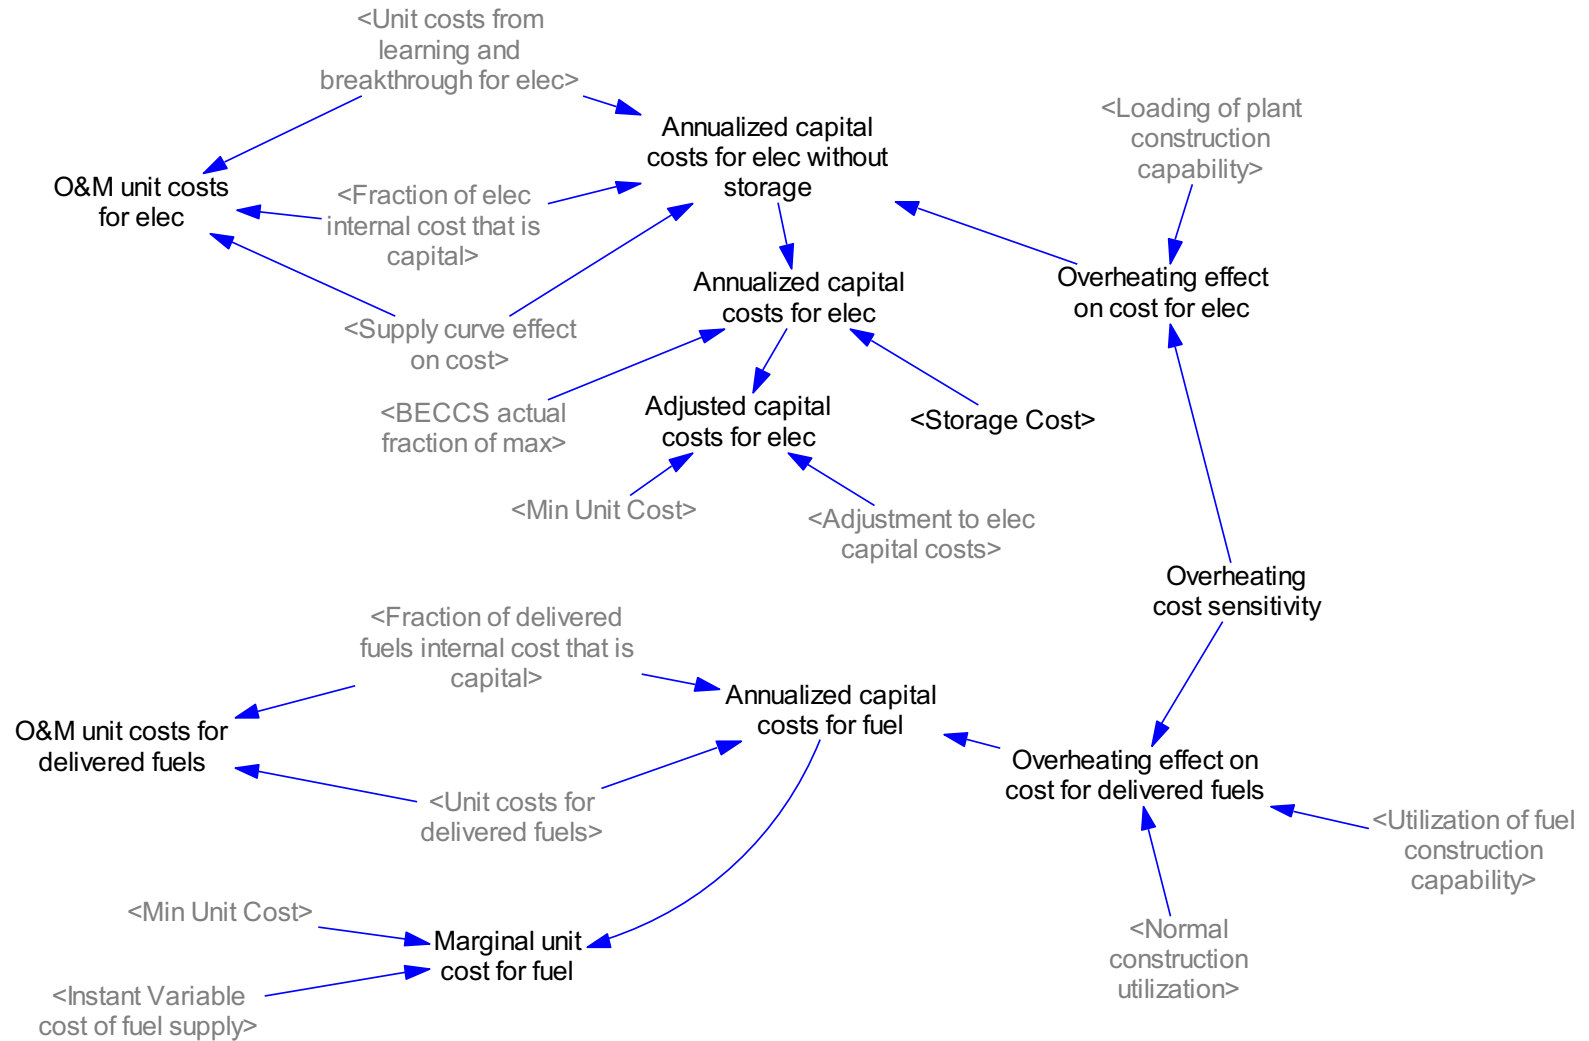 <Unit costs from
learning and
breakthrough for elec>
<Loading of plant
construction
capability>
Annualized capital
costs for elec without
storage
O&M unit costs
for elec
<Fraction of elec
internal cost that is
capital>
Overheating effect
on cost for elec
Annualized capital
costs for elec
<Supply curve effect
on cost>
<BECCS actual
fraction of max>
Adjusted capital
costs for elec
<Storage Cost>
<Min Unit Cost>
<Adjustment to elec
capital costs>
Overheating
cost sensitivity
<Fraction of delivered
fuels internal cost that is
capital>
Annualized capital
costs for fuel
O&M unit costs for
delivered fuels
Overheating effect on
cost for delivered fuels
<Unit costs for
delivered fuels>
<Utilization of fuel
construction
capability>
<Min Unit Cost>
Marginal unit
cost for fuel
<Normal
construction
utilization>
<Instant Variable
cost of fuel supply>